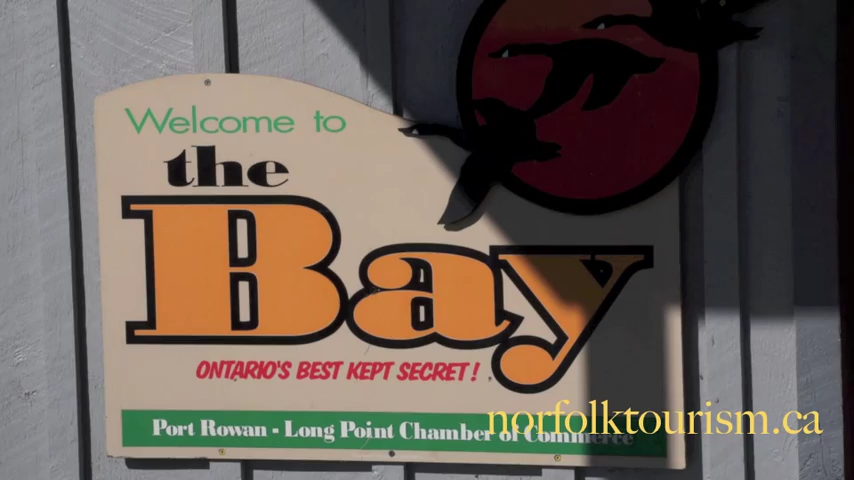 Welcome to
the
Bay
ONTARIO'S BEST KEPT SECRET!
Port Rowan - Long Point Chamber of Commerce
norfolktourism.ca